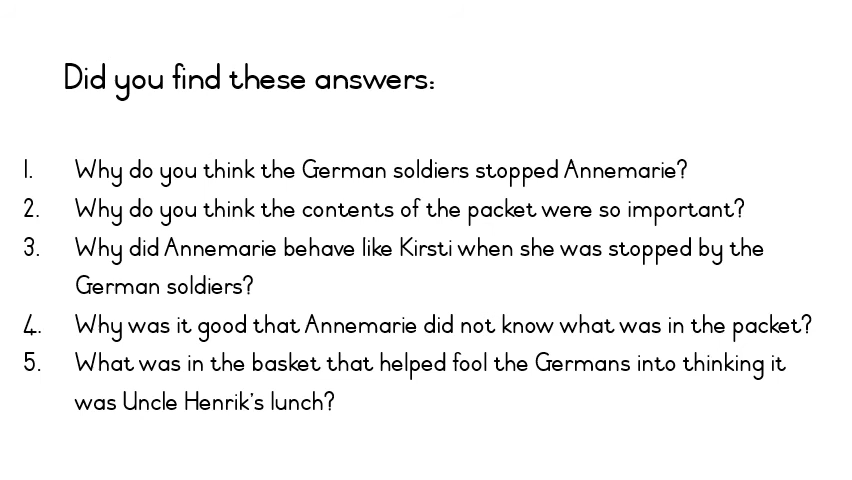 Did you find these answers:
1. Why do you think the German soldiers stopped Annemarie?
2. Why do you think the contents of the packet were so important?
3. Why did Annemarie behave like Kirsti when she was stopped by the
German soldiers?
4. Why was it good that Annemarie did not know what was in the packet?
5. What was in the basket that helped fool the Germans into thinking it
was Uncle Henrik's lunch?